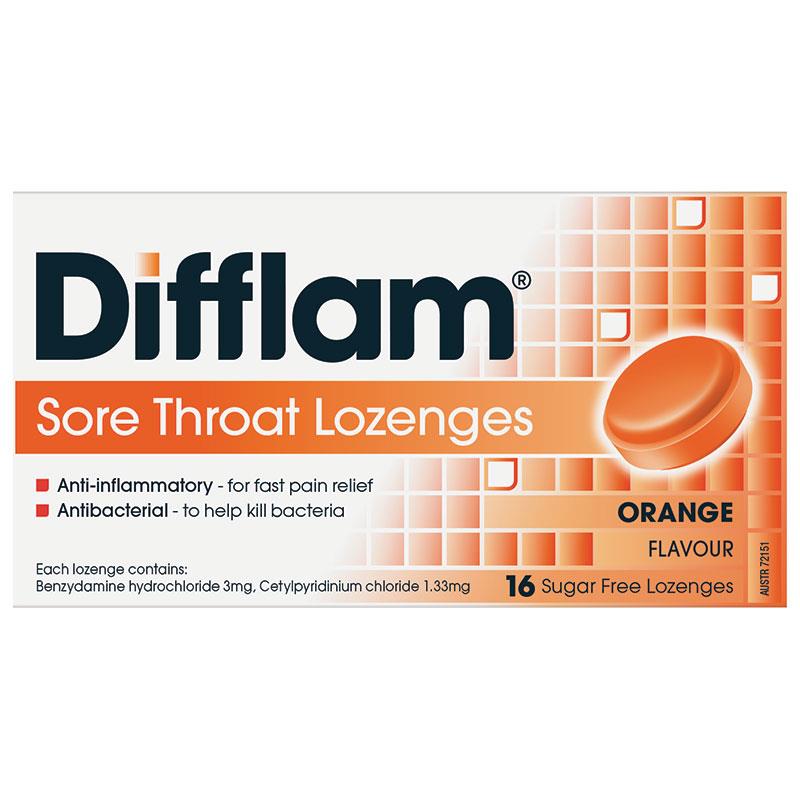 Difflam®
Sore Throat Lozenges
Anti-inflammatory - for fast pain relief
Antibacterial - to help kill bacteria
Each lozenge contains:
Benzydamine hydrochloride 3mg, Cetylpyridinium chloride 1.33mg
ORANGE
FLAVOUR
16 Sugar Free Lozenges
AUSTR 72151